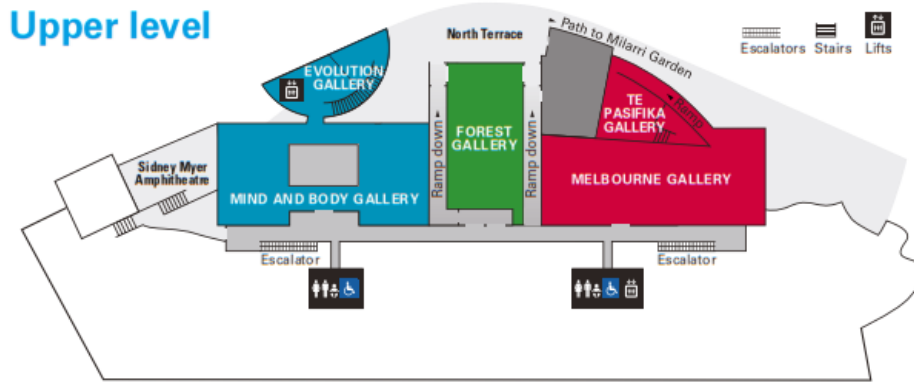 Upper level
North Terrace
Path to Milarri Garden
Escalators Stairs Lifts
EVOLUTION
GALLERY
TE
PASIFIKA
GALLERY
Ramp
FOREST
GALLERY
Ramp down
Ramp down
Sidney Myer
Amphitheatre
MIND AND BODY GALLERY
MELBOURNE GALLERY
Escalator
Escalator